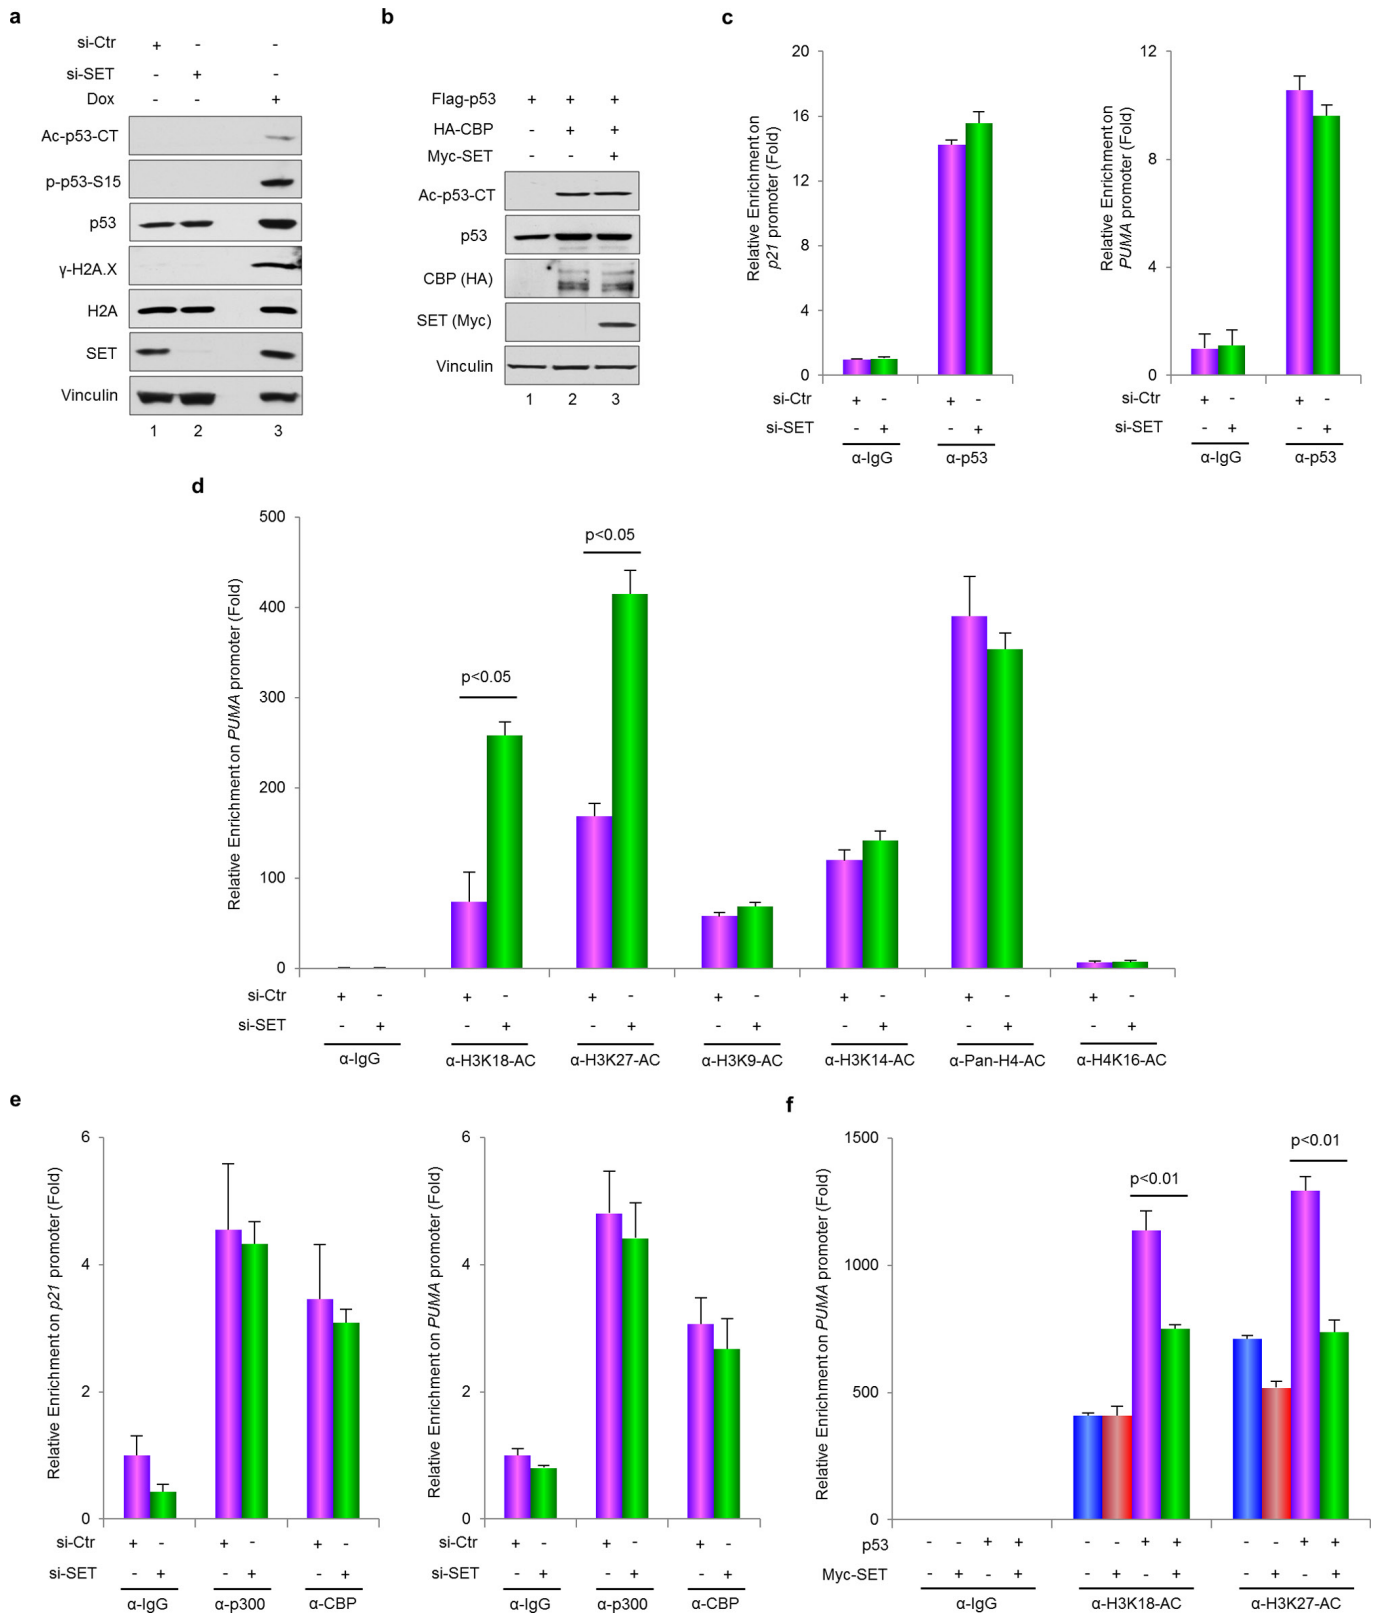 a
si-Ctr + - -
si-SET - + -
Dox - - +
Ac-p53-CT
p-p53-S15
p53
γ-H2A.X
H2A
SET
Vinculin
1 2 3
b
Flag-p53 + + +
HA-CBP - + +
Myc-SET - - +
Ac-p53-CT
p53
CBP (HA)
SET (Myc)
Vinculin
1 2 3
c
Relative Enrichment on
p21 promoter (Fold)
20
16
12
8
4
0
si-Ctr + - + -
si-SET - + - +
α-IgG α-p53
Relative Enrichment on
PUMA promoter (Fold)
12
8
4
0
si-Ctr + - + -
si-SET - + - +
α-IgG α-p53
d
Relative Enrichment on PUMA promoter (Fold)
500
400
300
200
100
0
p<0.05
p<0.05
si-Ctr + - + - + - + - + - + - + -
si-SET - + - + - + - + - + - + - +
α-IgG α-H3K18-AC α-H3K27-AC α-H3K9-AC α-H3K14-AC α-Pan-H4-AC α-H4K16-AC
e
Relative Enrichment on p21 promoter (Fold)
6
4
2
0
si-Ctr + - + - + -
si-SET - + - + - +
α-IgG α-p300 α-CBP
Relative Enrichment on PUMA promoter (Fold)
6
4
2
0
si-Ctr + - + - + -
si-SET - + - + - +
α-IgG α-p300 α-CBP
f
Relative Enrichment on PUMA promoter (Fold)
1500
1000
500
0
p<0.01
p<0.01
p53 - - + + - - + + - - + +
Myc-SET - + - + - + - + - + - +
α-IgG α-H3K18-AC α-H3K27-AC